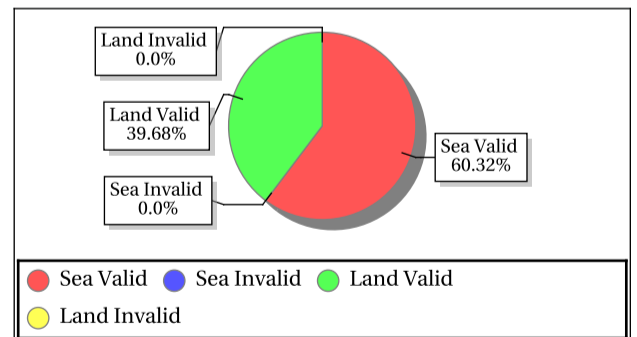 Land Invalid
0.0%
Land Valid
39.68%
Sea Valid
60.32%
Sea Invalid
0.0%
Sea Valid Sea Invalid Land Valid
Land Invalid